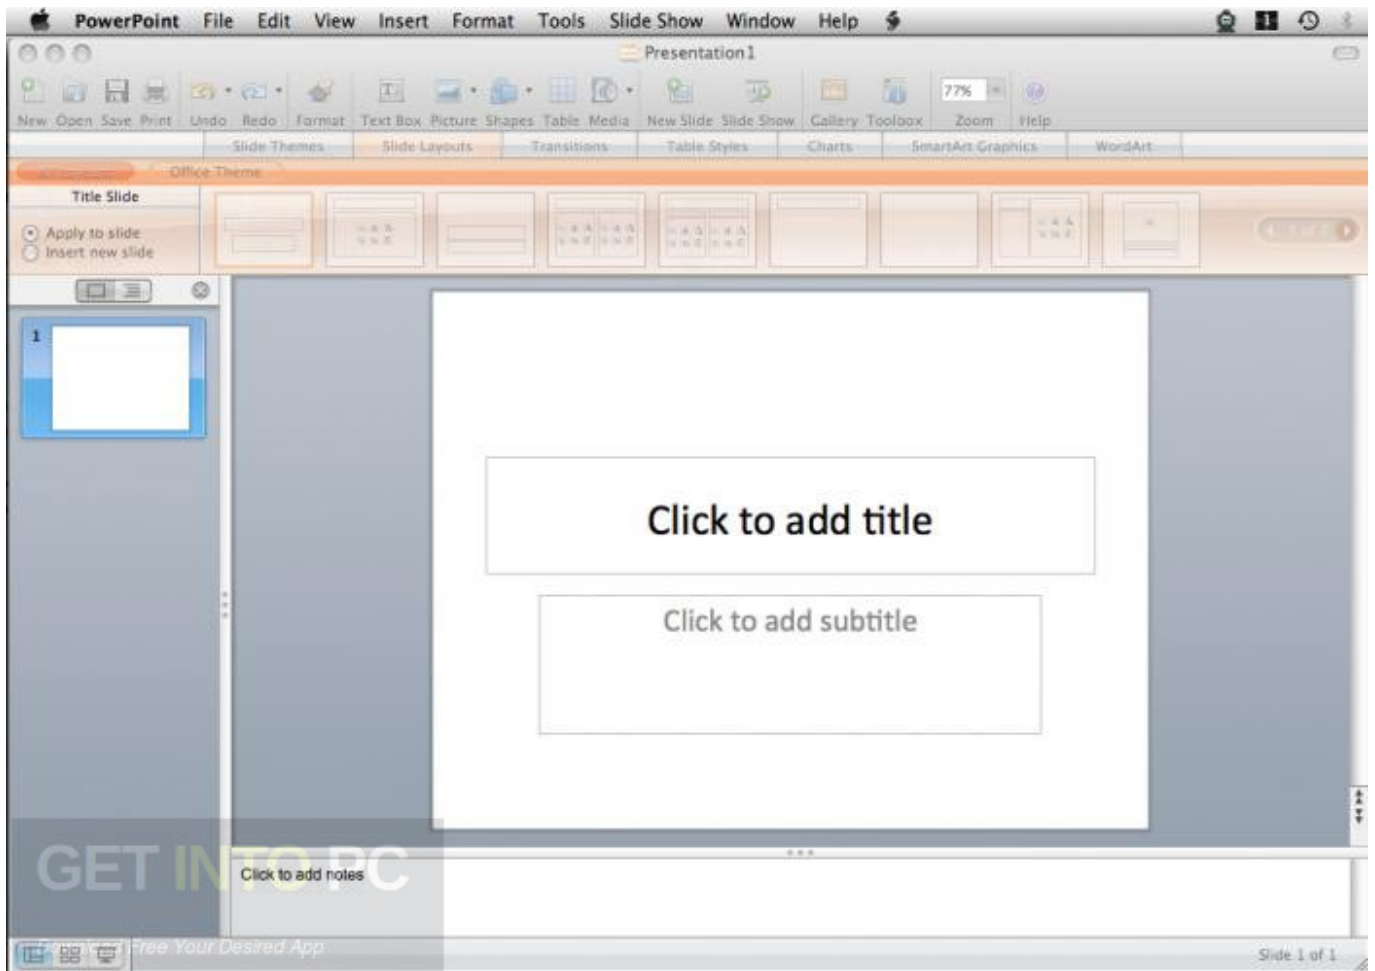 PowerPoint File Edit View Insert Format Tools Slide Show Window Help
Presentation1
77%
New Open Save Print Undo Redo Format Text Box Picture Shapes Table Media New Slide Slide Show Gallery Toolbox Zoom Help
Slide Themes Slide Layouts Transitions Table Styles Charts SmartArt Graphics WordArt
Office Theme
Title Slide
Apply to slide
Insert new slide
1
Click to add title
Click to add subtitle
GET INTO PC
Click to add notes
Download Free Your Desired App
Slide 1 of 1